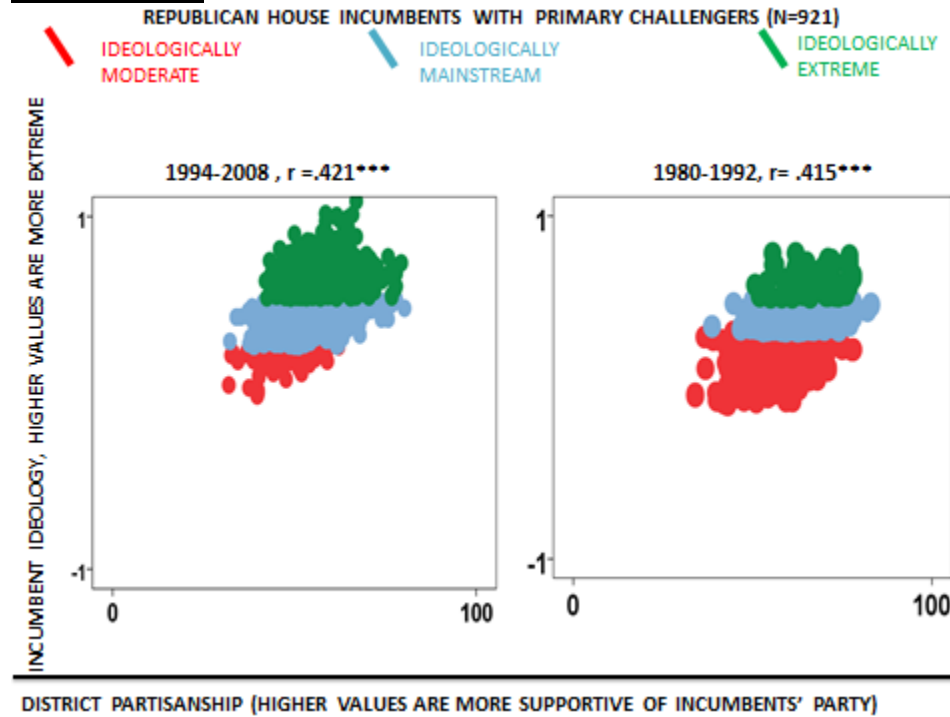 REPUBLICAN HOUSE INCUMBENTS WITH PRIMARY CHALLENGERS (N=921)
IDEOLOGICALLY
MODERATE
IDEOLOGICALLY
MAINSTREAM
IDEOLOGICALLY
EXTREME
INCUMBENT IDEOLOGY, HIGHER VALUES ARE MORE EXTREME
1994-2008 , r =.421***
1
-1
0
100
1980-1992, r= .415***
1
-1
0
100
DISTRICT PARTISANSHIP (HIGHER VALUES ARE MORE SUPPORTIVE OF INCUMBENTS' PARTY)